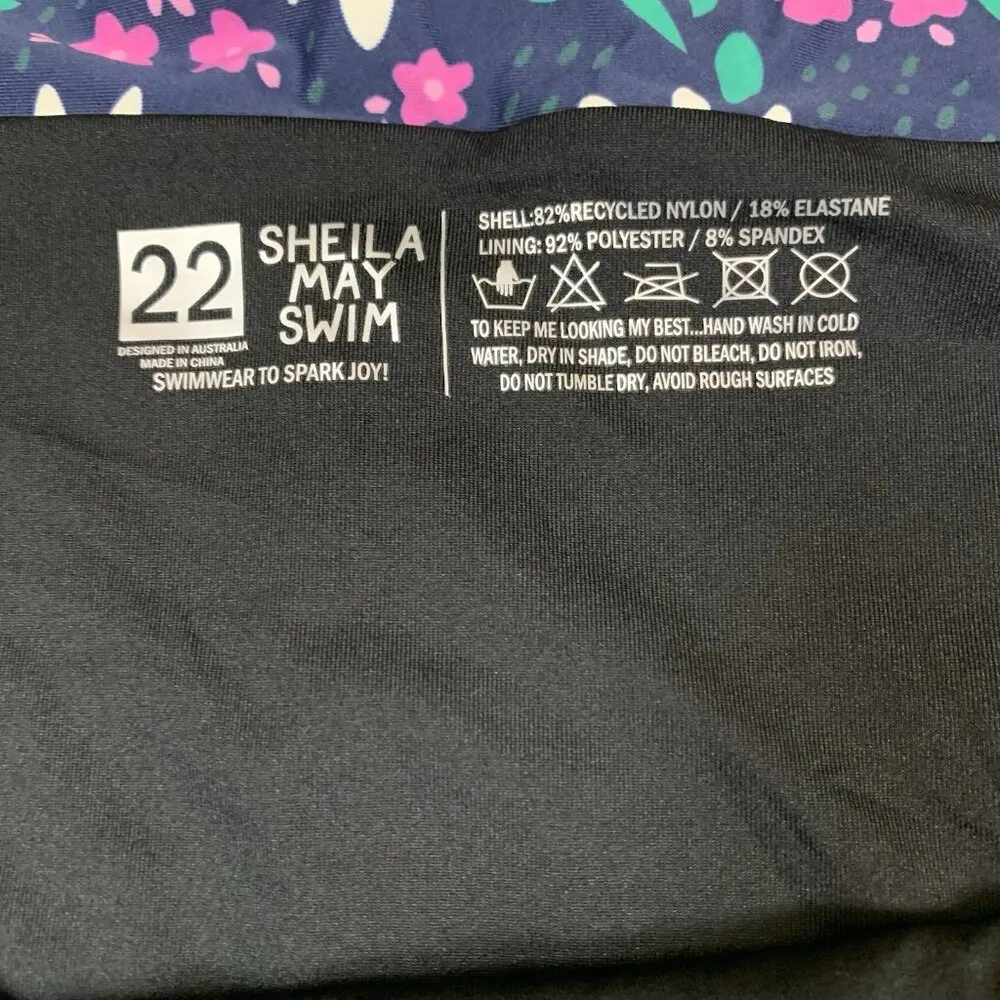 22
SHEILA
MAY
SWIM
DESIGNED IN AUSTRALIA
MADE IN CHINA
SWIMWEAR TO SPARK JOY!
SHELL:82%RECYCLED NYLON / 18% ELASTANE
LINING: 92% POLYESTER / 8% SPANDEX
TO KEEP ME LOOKING MY BEST...HAND WASH IN COLD
WATER, DRY IN SHADE, DO NOT BLEACH, DO NOT IRON,
DO NOT TUMBLE DRY, AVOID ROUGH SURFACES